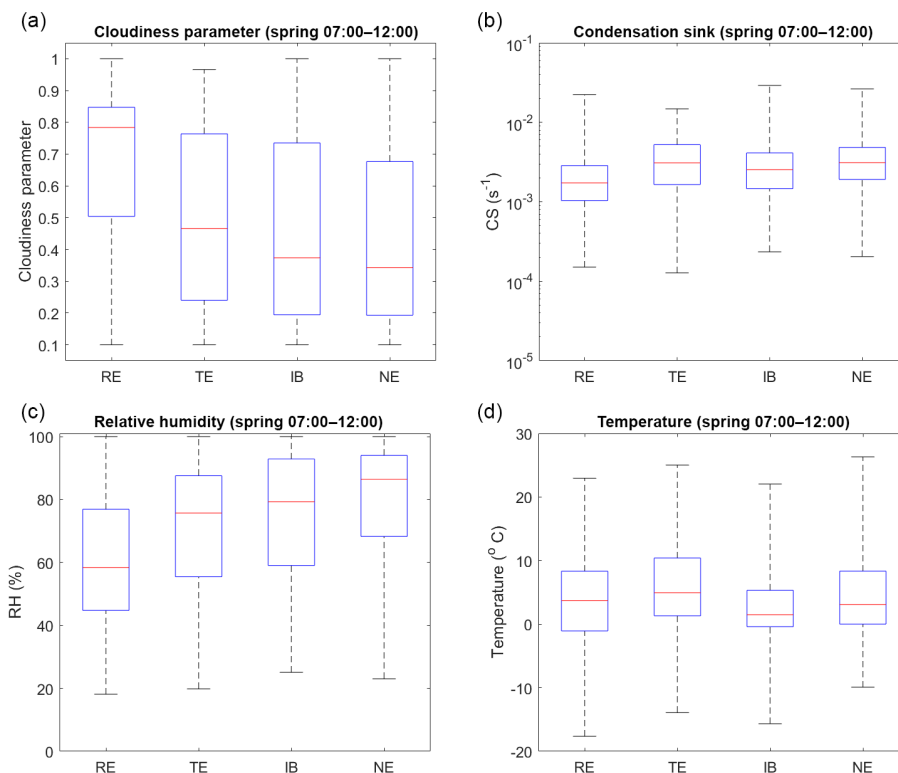 (a)
Cloudiness parameter (spring 07:00–12:00)
Cloudiness parameter
1
0.9
0.8
0.7
0.6
0.5
0.4
0.3
0.2
0.1
RE TE IB NE
(b)
Condensation sink (spring 07:00–12:00)
CS (s⁻¹)
10⁻¹
10⁻²
10⁻³
10⁻⁴
10⁻⁵
RE TE IB NE
(c)
Relative humidity (spring 07:00–12:00)
RH (%)
100
80
60
40
20
0
RE TE IB NE
(d)
Temperature (spring 07:00–12:00)
Temperature (° C)
30
20
10
0
-10
-20
RE TE IB NE